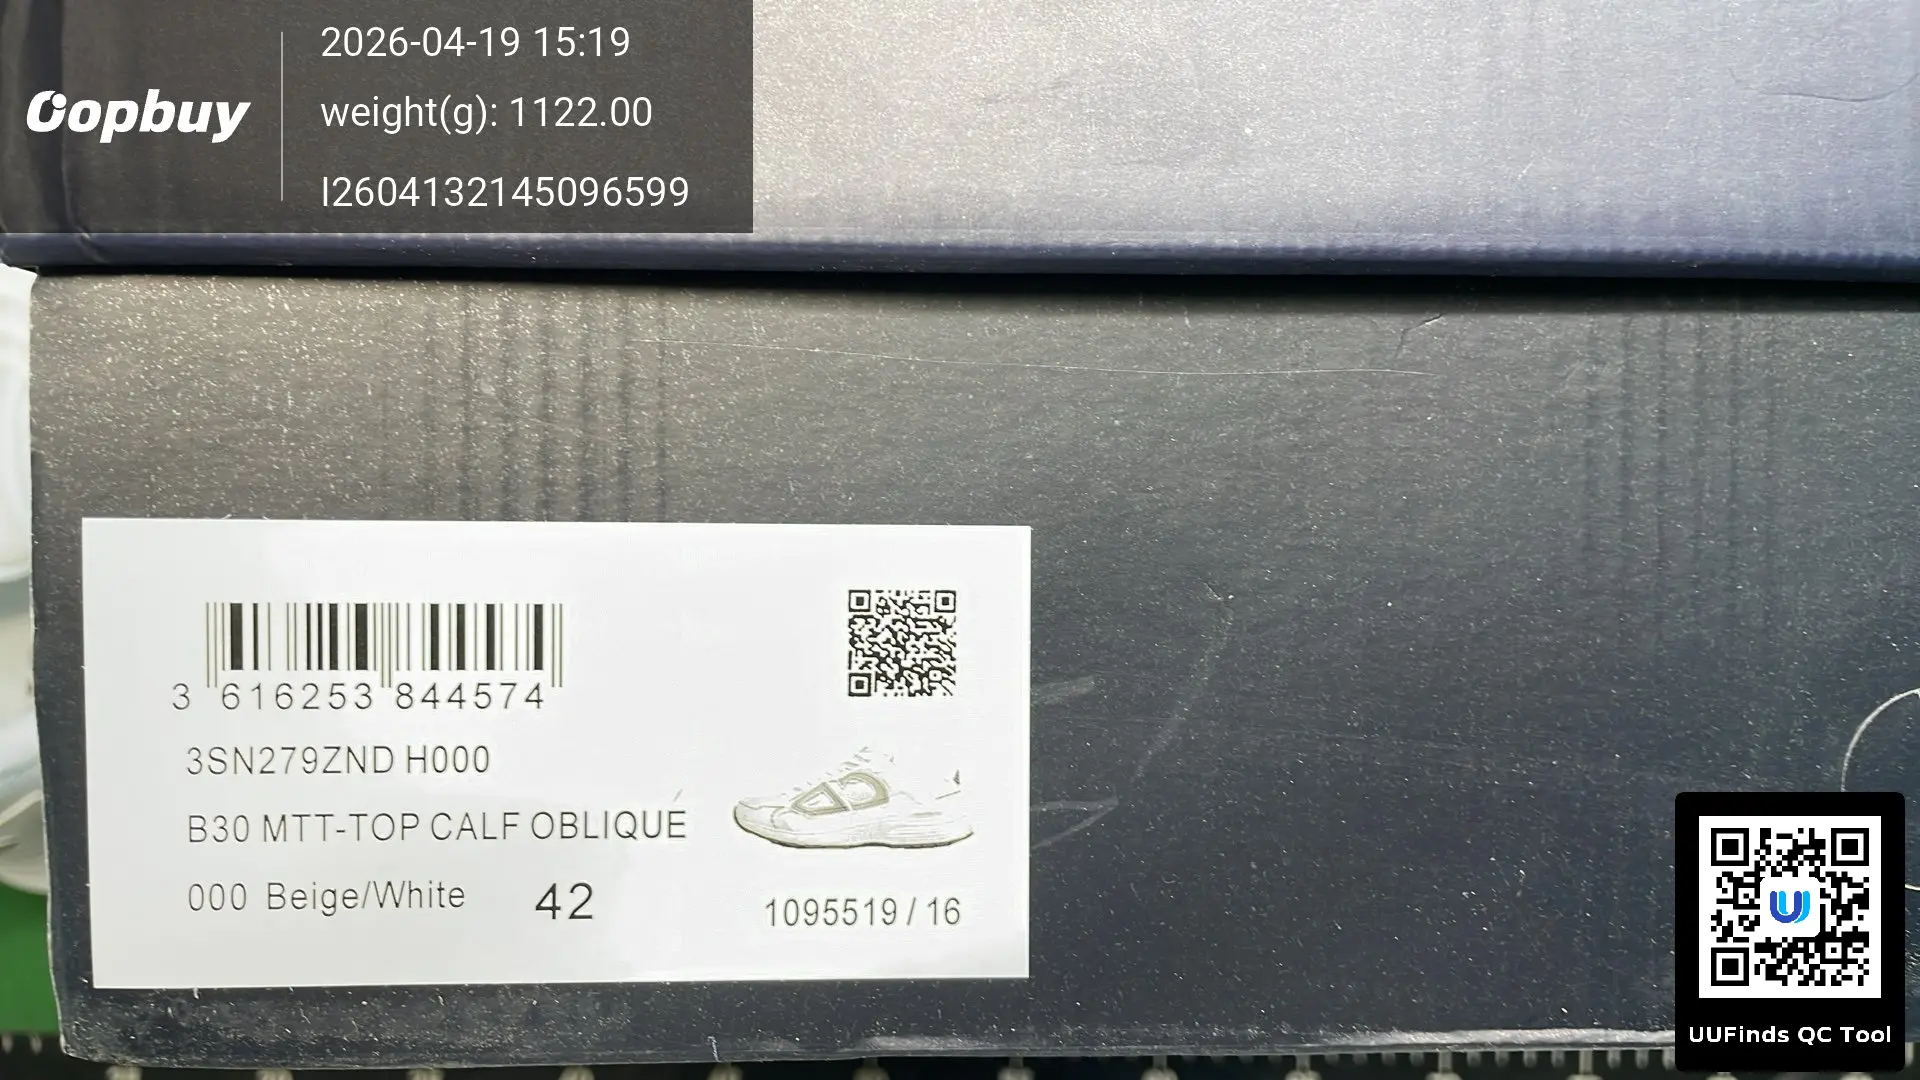 Oopbuy
2026-04-19 15:19
weight(g): 1122.00
I2604132145096599
3 616253 844574
3SN279ZND H000
B30 MTT-TOP CALF OBLIQUE
000 Beige/White 42
1095519 / 16
UUFinds QC Tool